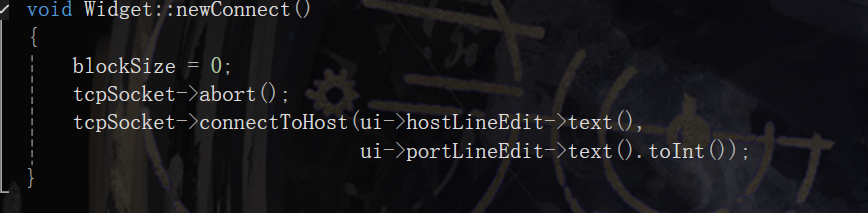 void Widget::newConnect()
{
    blockSize = 0;
    tcpSocket->abort();
    tcpSocket->connectToHost(ui->hostLineEdit->text(),
                             ui->portLineEdit->text().toInt());
}